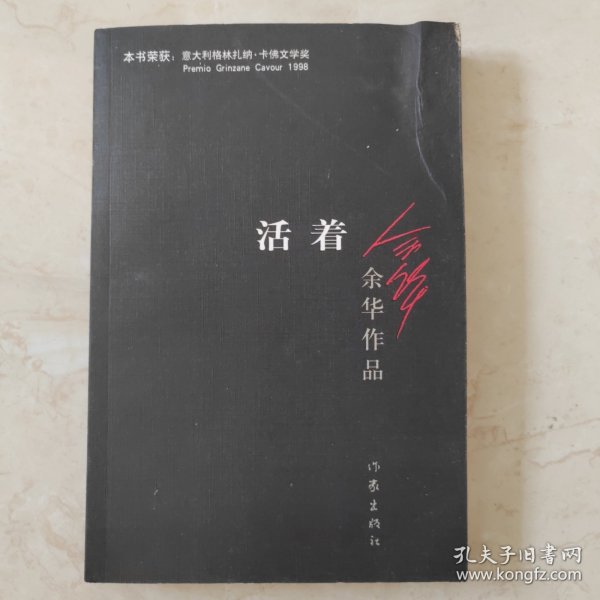 本书荣获：意大利格林扎纳·卡佛文学奖
Premio Grinzane Cavour 1998
活着
余华
余华作品
作家出版社
孔夫子旧书网
www.kongfz.com